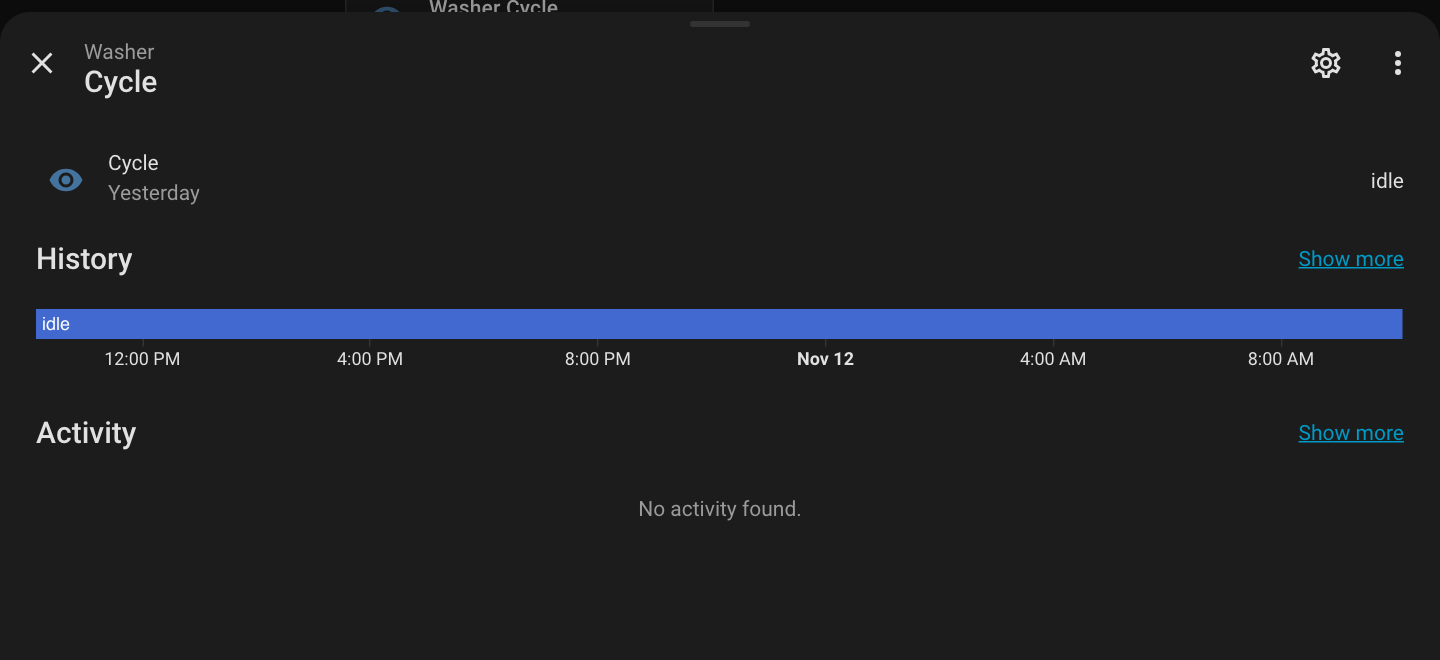 Washer Cycle
Washer
Cycle
Cycle
Yesterday
idle
History
Show more
idle
12:00 PM
4:00 PM
8:00 PM
Nov 12
4:00 AM
8:00 AM
Activity
Show more
No activity found.